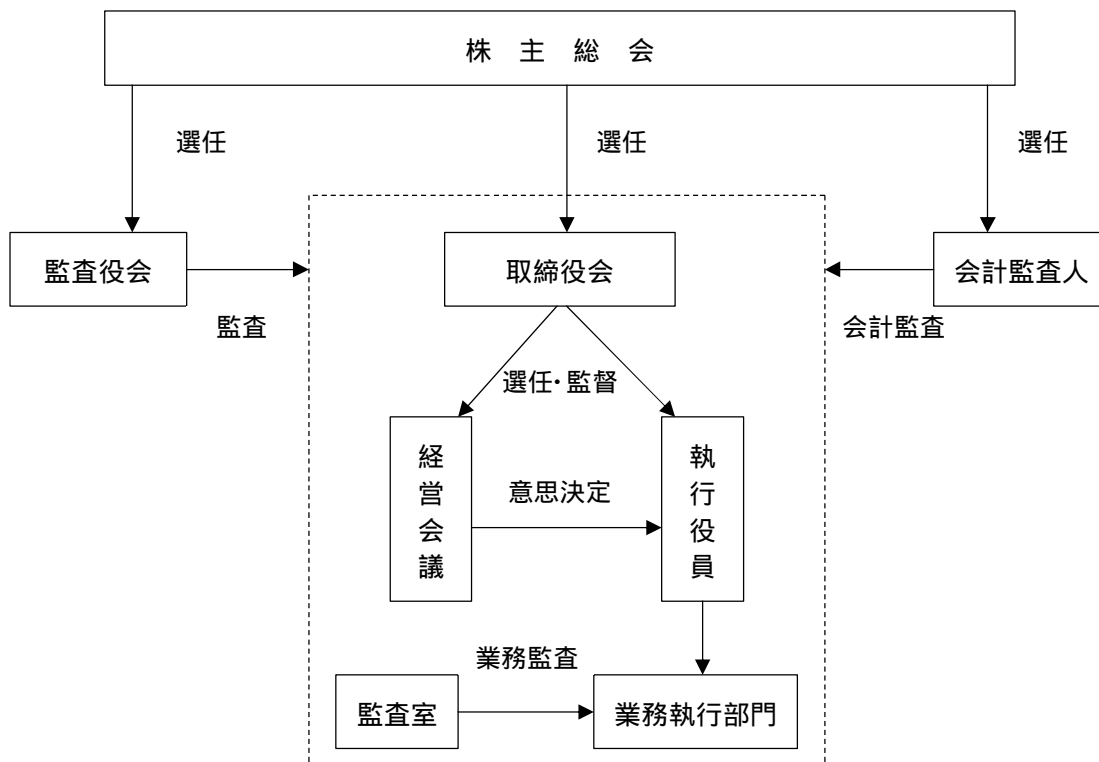 株主総会
選任
選任
選任
監査役会
取締役会
会計監査人
監査
会計監査
選任・監督
経営会議
意思決定
執行役員
業務監査
監査室
業務執行部門